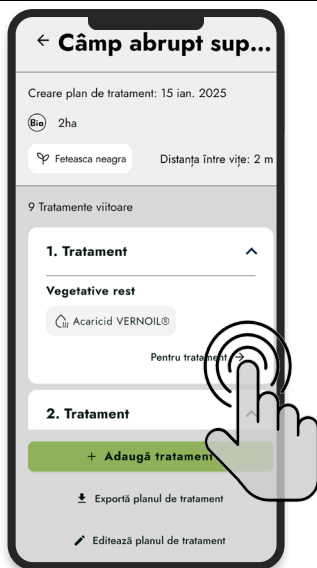 Câmp abrupt sup...
Creare plan de tratament: 15 ian. 2025
Bio 2ha
Feteasca neagra Distanța între vițe: 2 m
9 Tratamente viitoare
1. Tratament
Vegetative rest
Acaricid VERNOIL®
Pentru tratament
2. Tratament
+ Adaugă tratament
Exportă planul de tratament
Editează planul de tratament